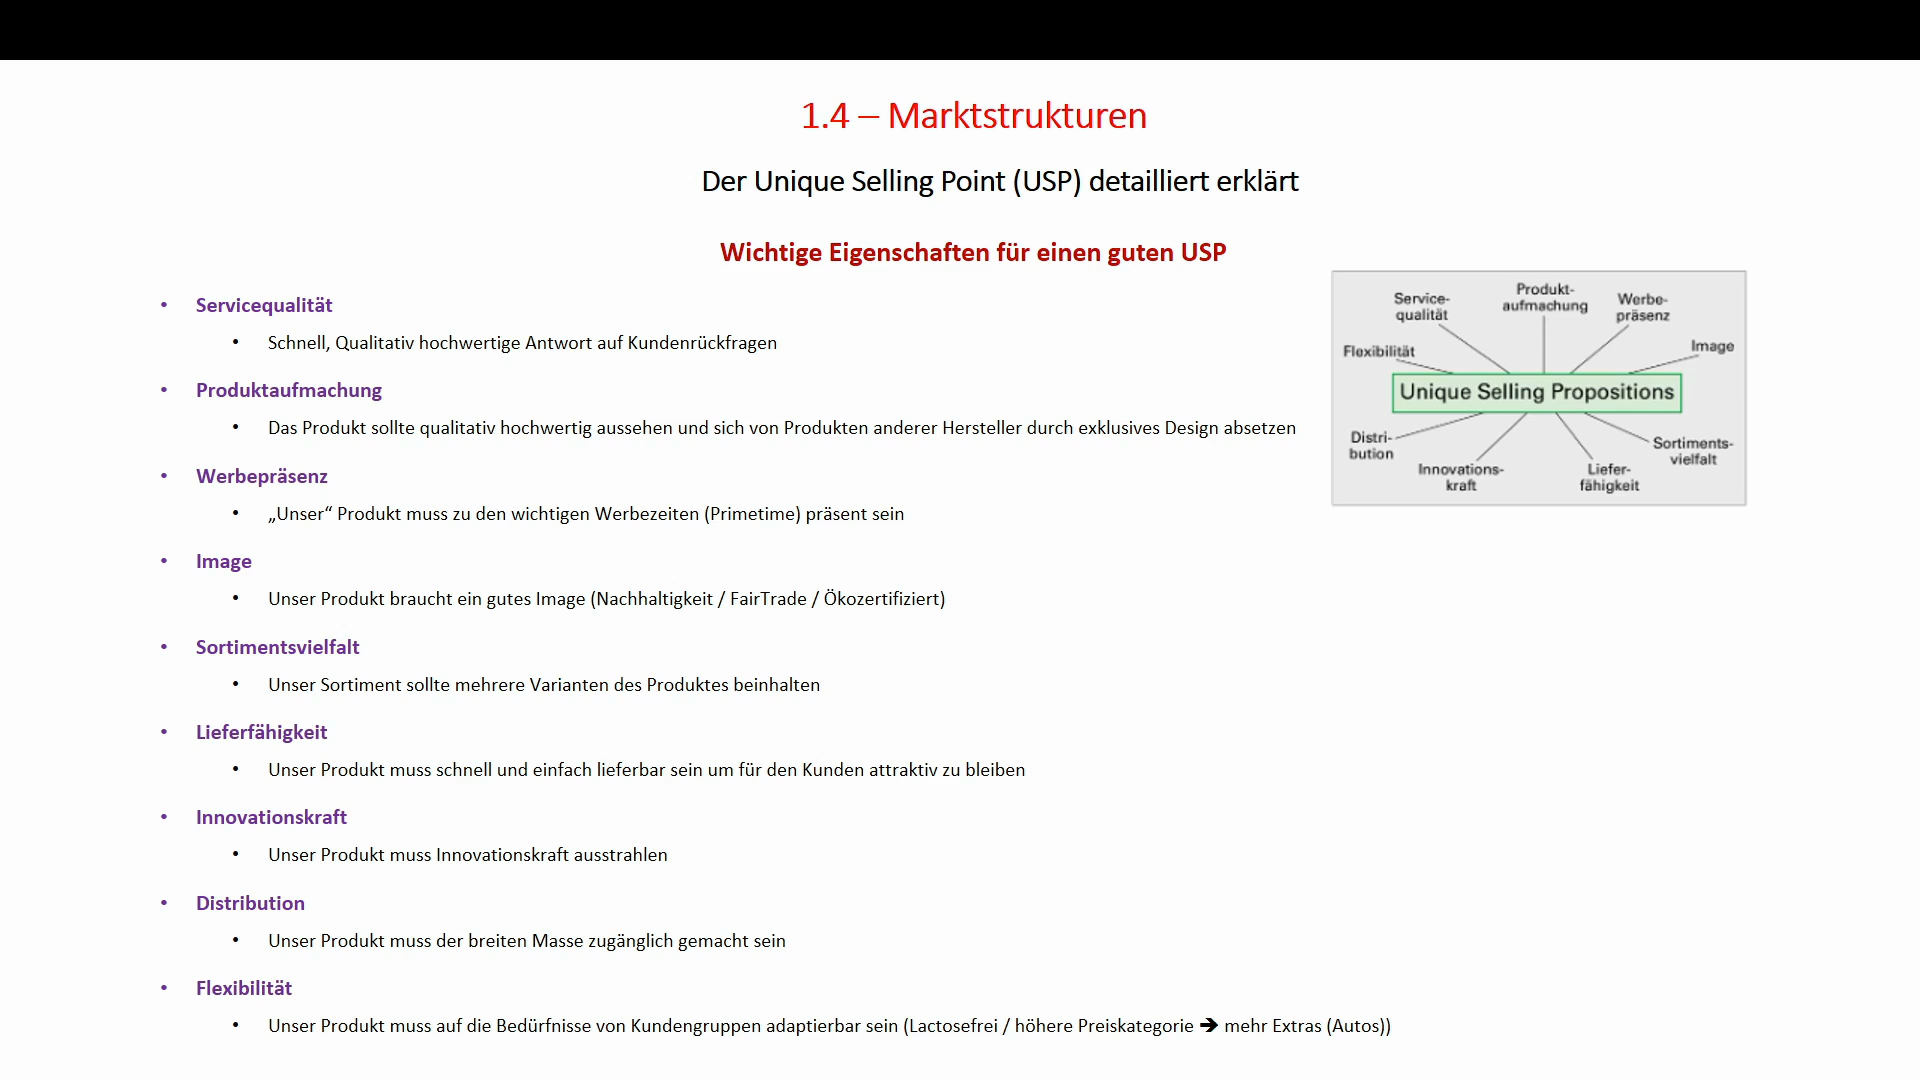 1.4 – Marktstrukturen
Der Unique Selling Point (USP) detailliert erklärt
Wichtige Eigenschaften für einen guten USP
• Servicequalität
• Schnell, Qualitativ hochwertige Antwort auf Kundenrückfragen
• Produktaufmachung
• Das Produkt sollte qualitativ hochwertig aussehen und sich von Produkten anderer Hersteller durch exklusives Design absetzen
• Werbepräsenz
• „Unser“ Produkt muss zu den wichtigen Werbezeiten (Primetime) präsent sein
• Image
• Unser Produkt braucht ein gutes Image (Nachhaltigkeit / FairTrade / Ökozertifiziert)
• Sortimentsvielfalt
• Unser Sortiment sollte mehrere Varianten des Produktes beinhalten
• Lieferfähigkeit
• Unser Produkt muss schnell und einfach lieferbar sein um für den Kunden attraktiv zu bleiben
• Innovationskraft
• Unser Produkt muss Innovationskraft ausstrahlen
• Distribution
• Unser Produkt muss der breiten Masse zugänglich gemacht sein
• Flexibilität
• Unser Produkt muss auf die Bedürfnisse von Kundengruppen adaptierbar sein (Lactosefrei / höhere Preiskategorie ➔ mehr Extras (Autos))
Service-
qualität
Produkt-
aufmachung
Werbe-
präsenz
Flexibilität
Image
Unique Selling Propositions
Distri-
bution
Innovations-
kraft
Liefer-
fähigkeit
Sortiments-
vielfalt